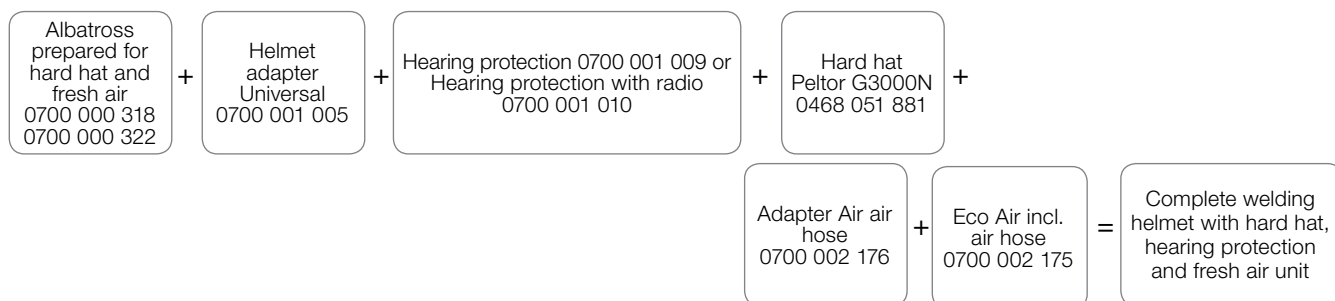 Albatross
prepared for
hard hat and
fresh air
0700 000 318
0700 000 322
+
Helmet
adapter
Universal
0700 001 005
+
Hearing protection 0700 001 009 or
Hearing protection with radio
0700 001 010
+
Hard hat
Peltor G3000N
0468 051 881
+
Adapter Air air
hose
0700 002 176
+
Eco Air incl.
air hose
0700 002 175
=
Complete welding
helmet with hard hat,
hearing protection
and fresh air unit